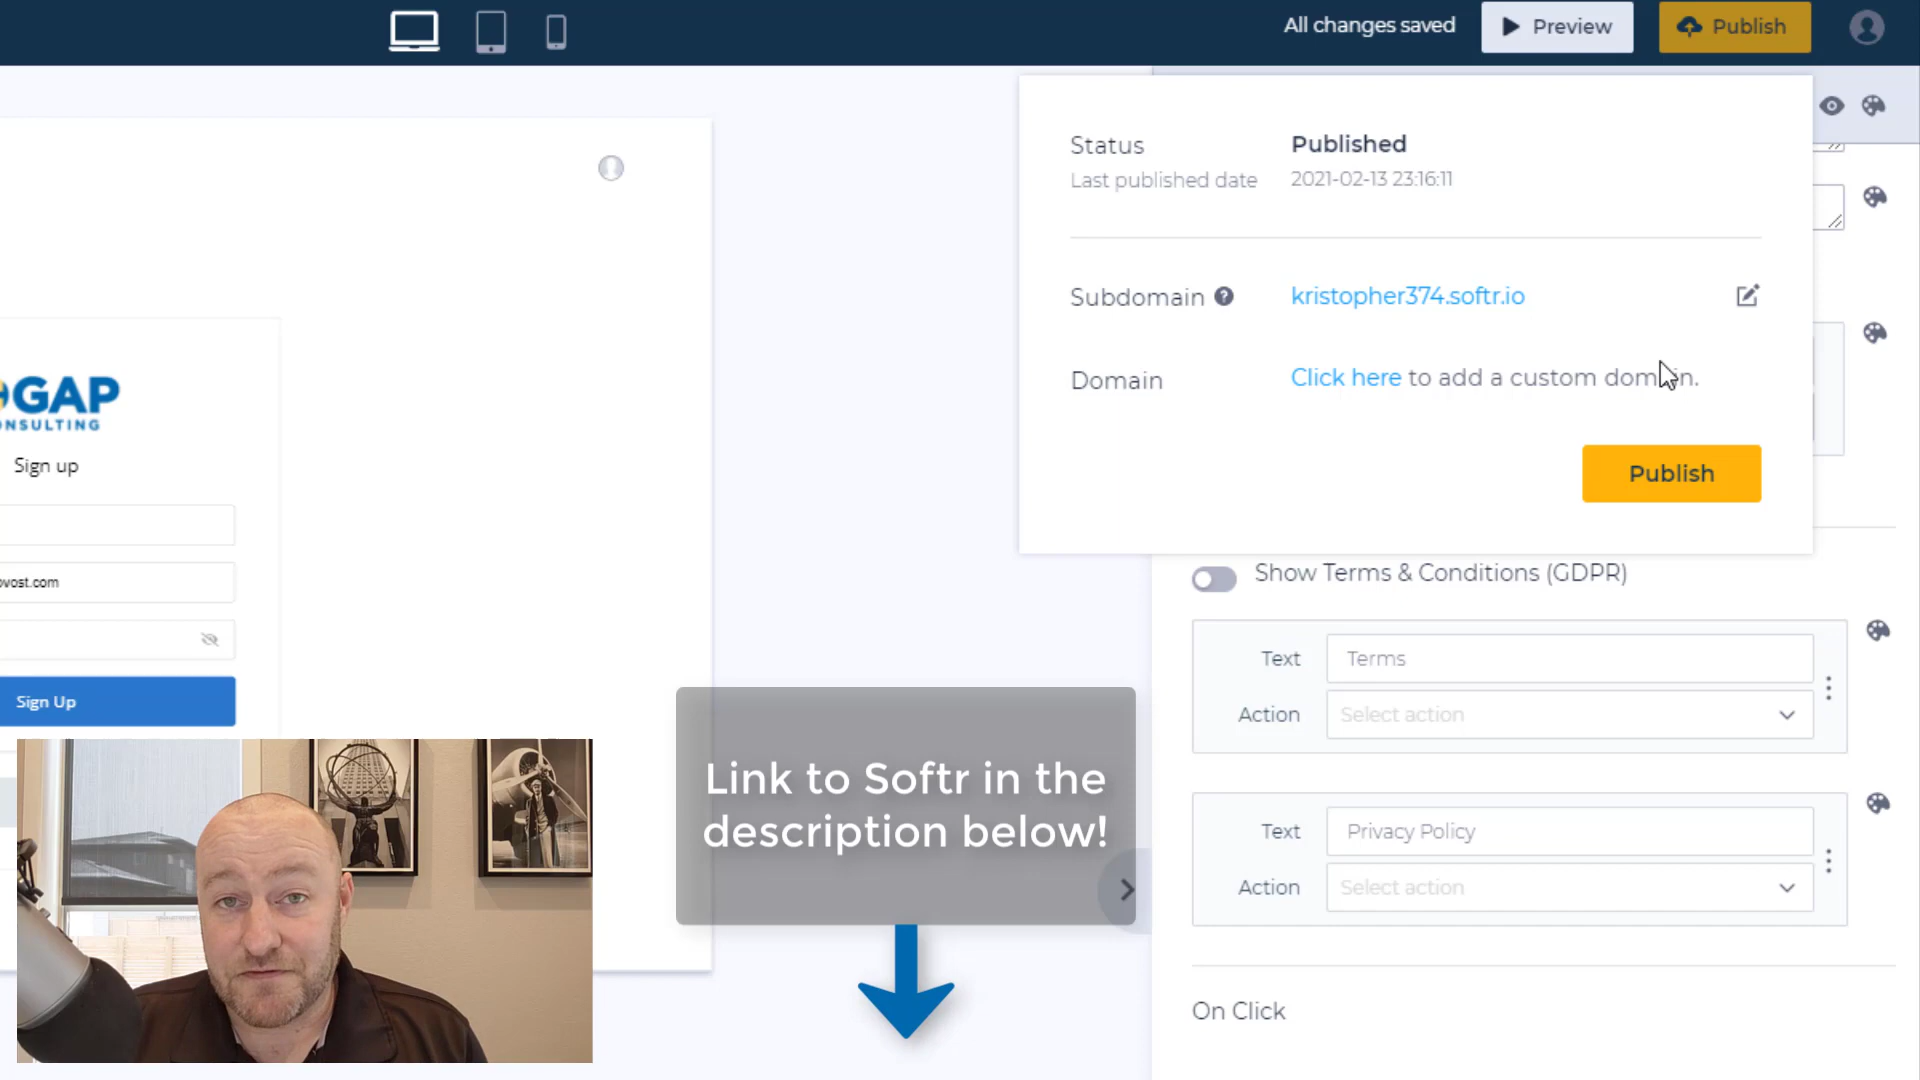 All changes saved
Preview
Publish
Status
Published
Last published date
2021-02-13 23:16:11
Subdomain
kristopher374.softr.io
Domain
Click here to add a custom domain.
Publish
GAP
NSULTING
Sign up
ovost.com
Sign Up
Show Terms & Conditions (GDPR)
Text
Terms
Action
Select action
Text
Privacy Policy
Action
Select action
On Click
Link to Softr in the
description below!